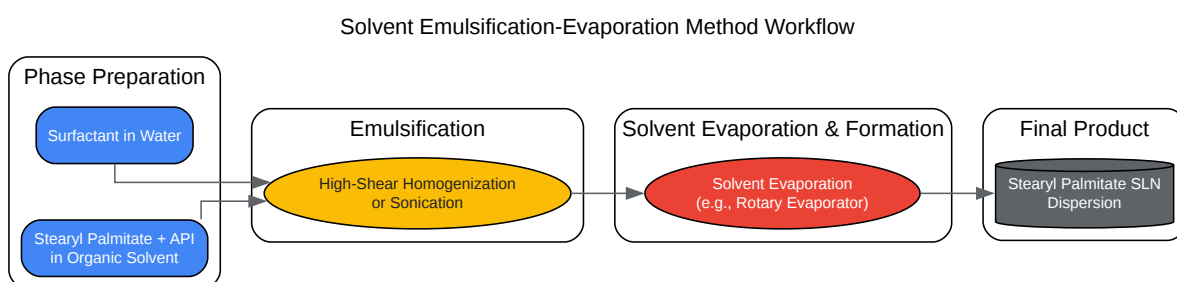 Solvent Emulsification-Evaporation Method Workflow
Phase Preparation
Surfactant in Water
Stearyl Palmitate + API
in Organic Solvent
Emulsification
High-Shear Homogenization
or Sonication
Solvent Evaporation & Formation
Solvent Evaporation
(e.g., Rotary Evaporator)
Final Product
Stearyl Palmitate SLN
Dispersion